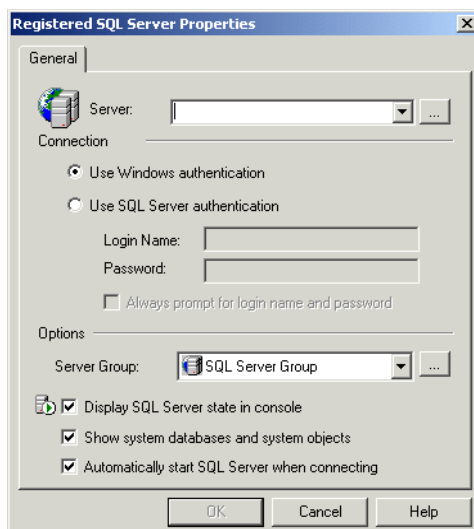 Registered SQL Server Properties
General
Server:
...
Connection
Use Windows authentication
Use SQL Server authentication
Login Name:
Password:
Always prompt for login name and password
Options
Server Group: SQL Server Group ...
Display SQL Server state in console
Show system databases and system objects
Automatically start SQL Server when connecting
OK Cancel Help